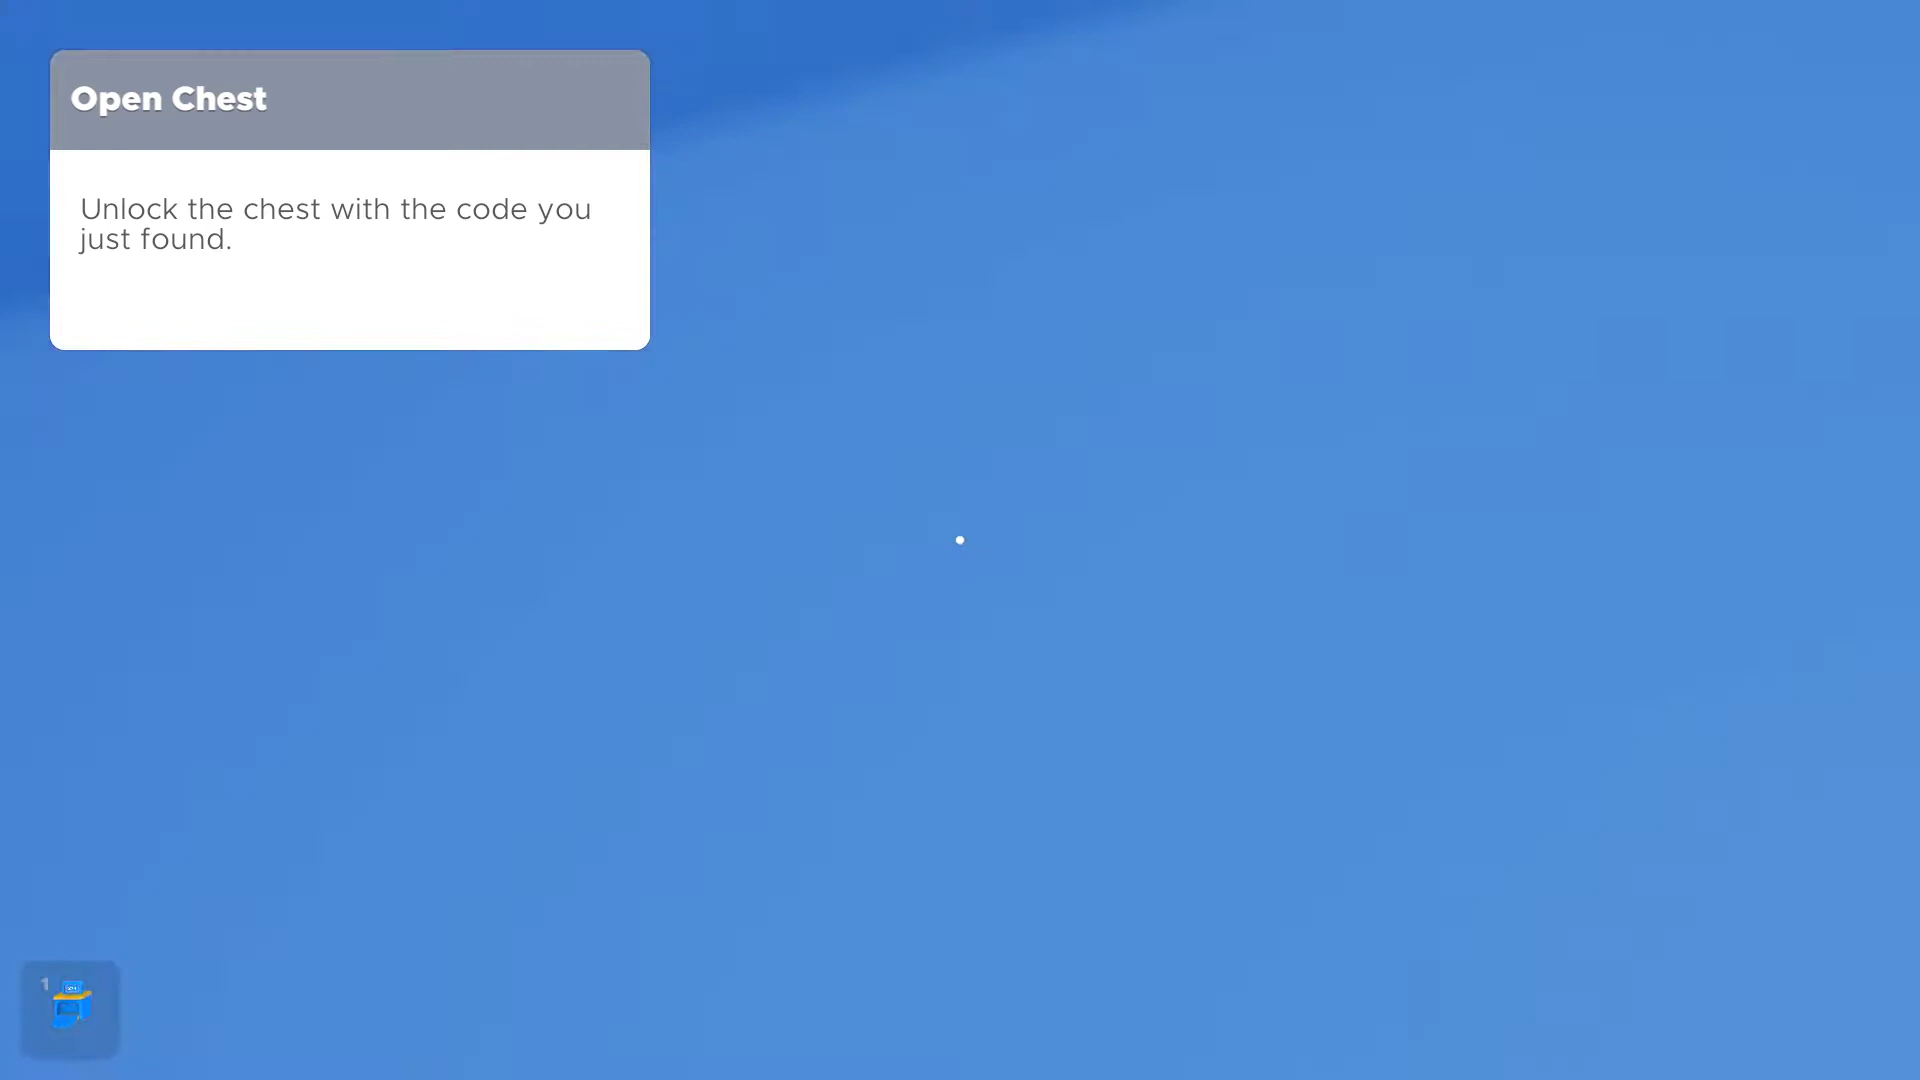 Open Chest
Unlock the chest with the code you
just found.
1